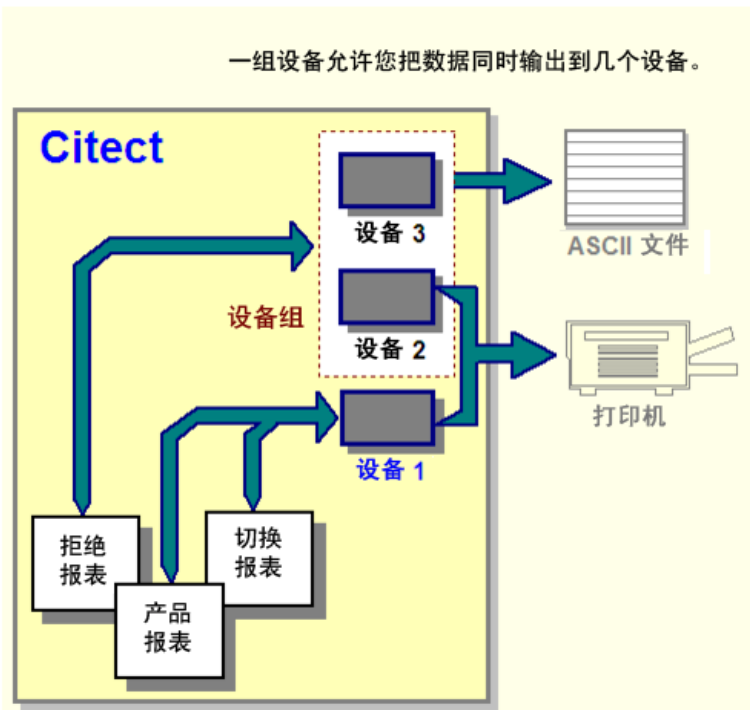 一组设备允许您把数据同时输出到几个设备。
Citect
设备 3
ASCII 文件
设备组
设备 2
打印机
设备 1
拒绝
报表
切换
报表
产品
报表